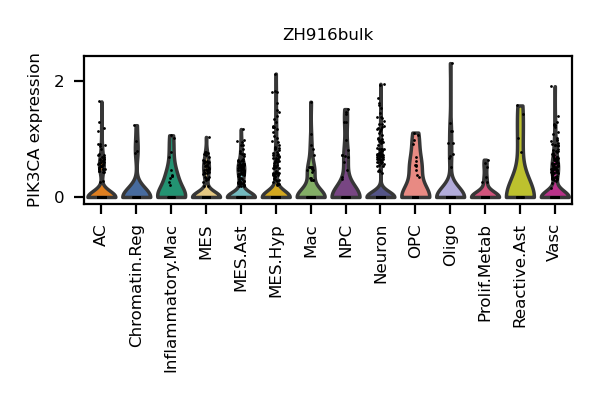 ZH916bulk
PIK3CA expression
2
0
AC
Chromatin.Reg
Inflammatory.Mac
MES
MES.Ast
MES.Hyp
Mac
NPC
Neuron
OPC
Oligo
Prolif.Metab
Reactive.Ast
Vasc